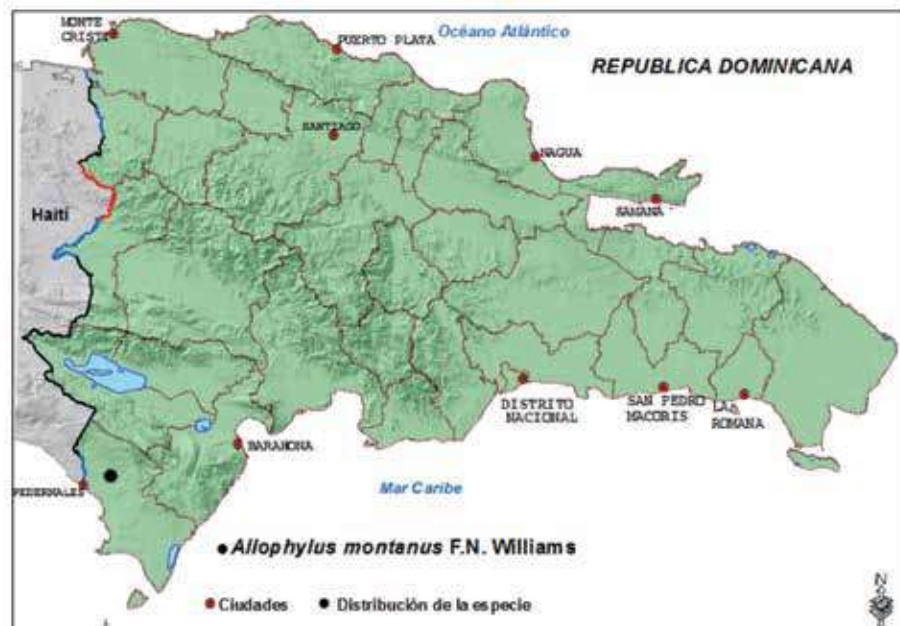 MONTE
CRISTI
PUERTO PLATA
Océano Atlántico
REPUBLICA DOMINICANA
SANTIAGO
NAGUA
SAMANÁ
Haití
DISTRITO
NACIONAL
SAN PEDRO
MACORIS
LA
ROMANA
BARAHONA
Mar Caribe
PEDERNALES
Allophylus montanus F.N. Williams
Ciudades
Distribución de la especie
N